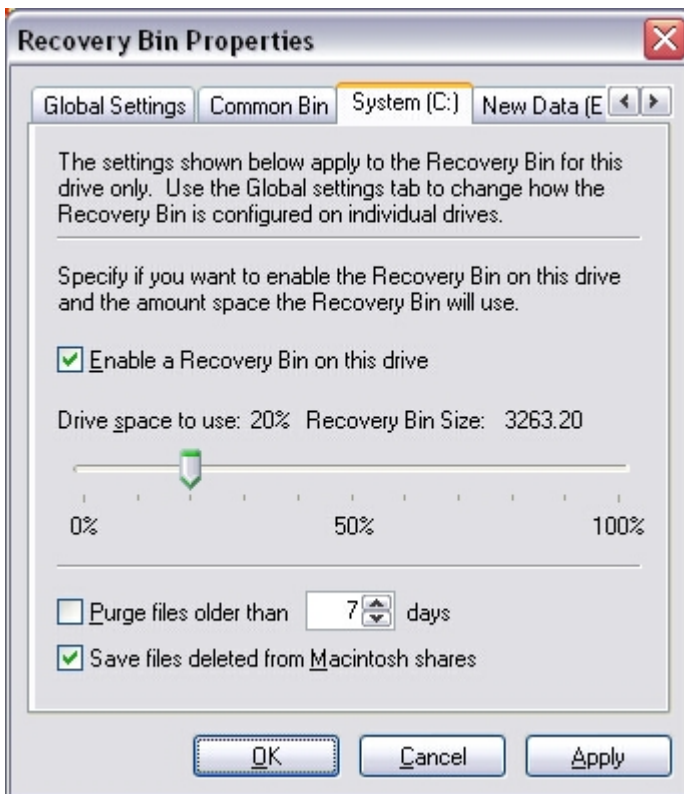 Recovery Bin Properties
Global Settings Common Bin System (C:) New Data (E
The settings shown below apply to the Recovery Bin for this
drive only. Use the Global settings tab to change how the
Recovery Bin is configured on individual drives.
Specify if you want to enable the Recovery Bin on this drive
and the amount space the Recovery Bin will use.
Enable a Recovery Bin on this drive
Drive space to use: 20% Recovery Bin Size: 3263.20
0% 50% 100%
Purge files older than 7 days
Save files deleted from Macintosh shares
OK Cancel Apply